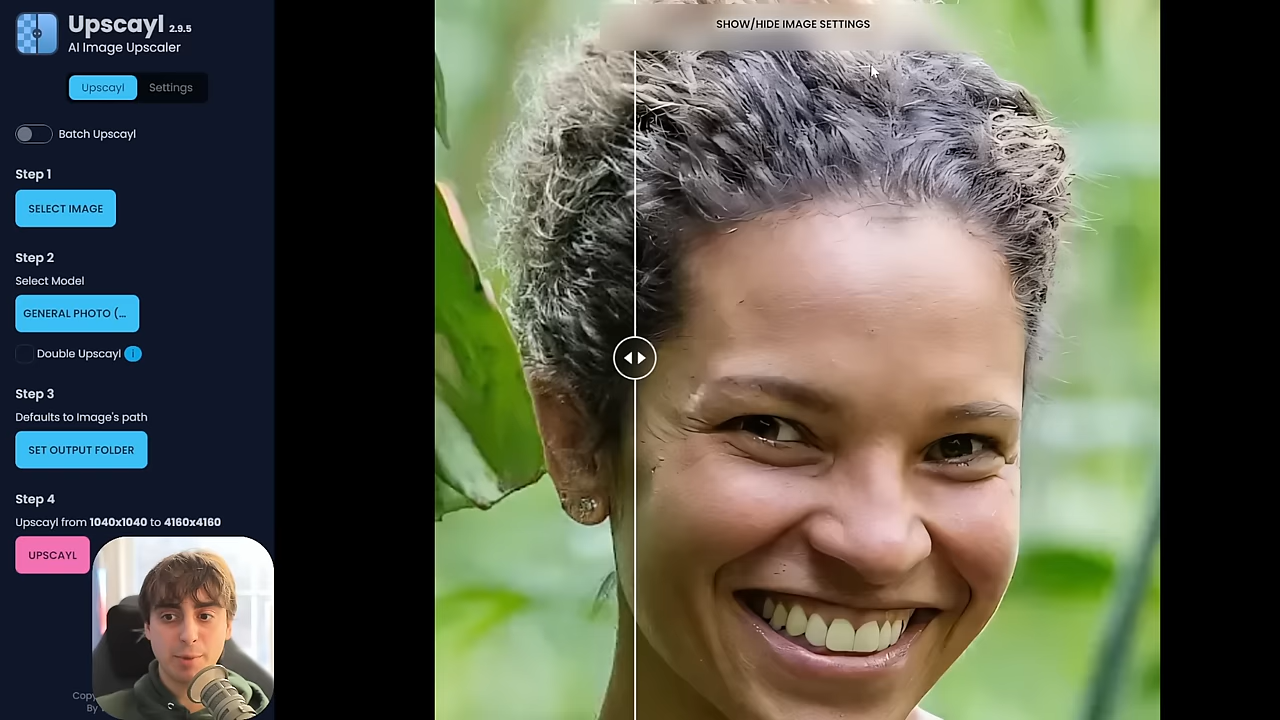 Upscayl 2.9.5
AI Image Upscaler
Upscayl Settings
Batch Upscayl
Step 1
SELECT IMAGE
Step 2
Select Model
GENERAL PHOTO (...
Double Upscayl i
Step 3
Defaults to Image's path
SET OUTPUT FOLDER
Step 4
Upscayl from 1040x1040 to 4160x4160
UPSCAYL
By
SHOW/HIDE IMAGE SETTINGS